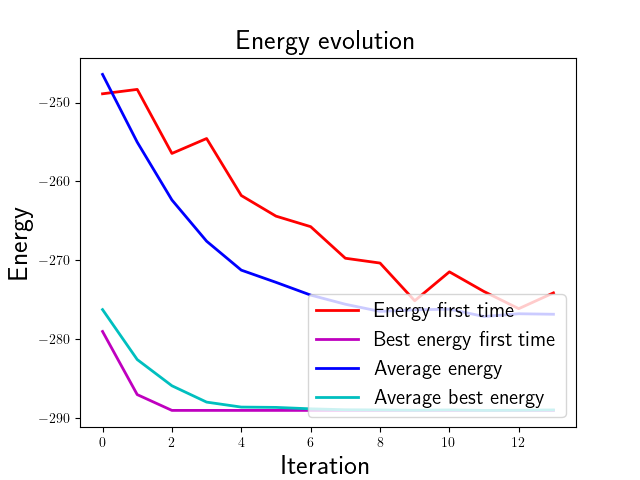 Energy evolution
−250
−260
−270
−280
−290
Energy
Energy first time
Best energy first time
Average energy
Average best energy
0
2
4
6
8
10
12
Iteration